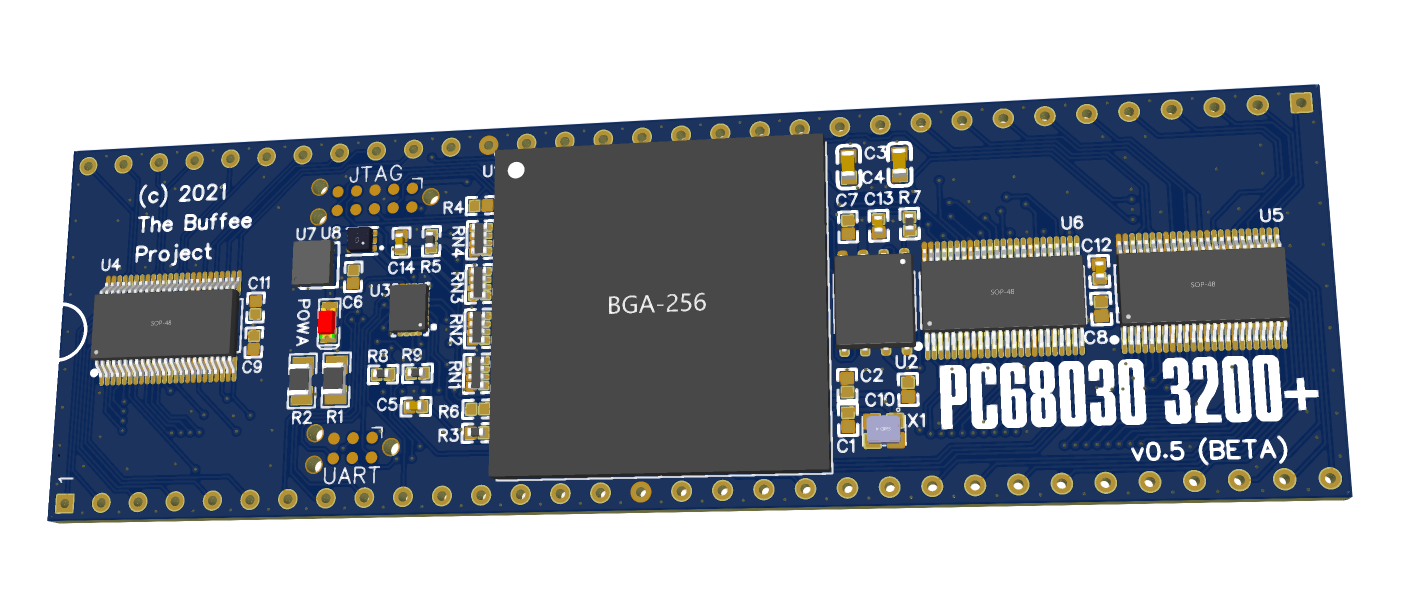 JTAG
(c) 2021
The Buffee
Project
U7 U8
U4
C11
C9
POWA
C6
U3
C14
R5
R4
RN4
RN3
RN2
RN1
R8
R9
C5
R6
R3
R2
R1
UART
1
SOP-48
BGA-256
C3
C4
C7
C13
R7
U6
U5
C12
SOP-48
SOP-48
C8
U2
C2
C10
C1
X1
PC68030 3200+
v0.5 (BETA)